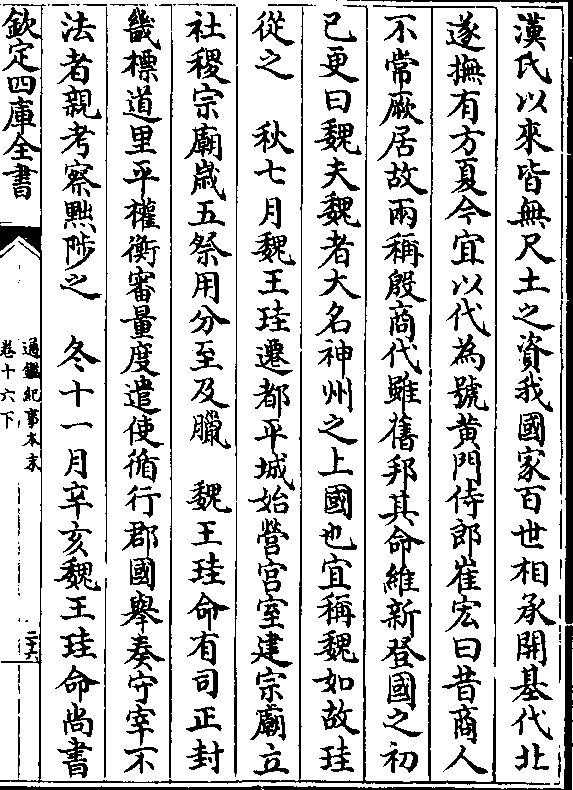 漢氏以來皆無尺土之資我國家百世相承開基代北
遂撫有方夏今宜以代為號黄門侍郎崔宏曰昔商人
不常厥居故兩稱殷商代雖舊邦其命維新登國之初
已更曰魏夫魏者大名神州之上國也宜稱魏如故珪
從之　秋七月魏王珪遷都平城始營宫室建宗廟立
社稷宗廟歲五祭用分至及臘　魏王珪命有司正封
畿標道里平權衡審量度遣使循行郡國舉奏守宰不
法者親考察黜陟之　冬十一月辛亥魏王珪命尚書
欽定四庫全書
通鑑紀事本末
卷十六下
二十六